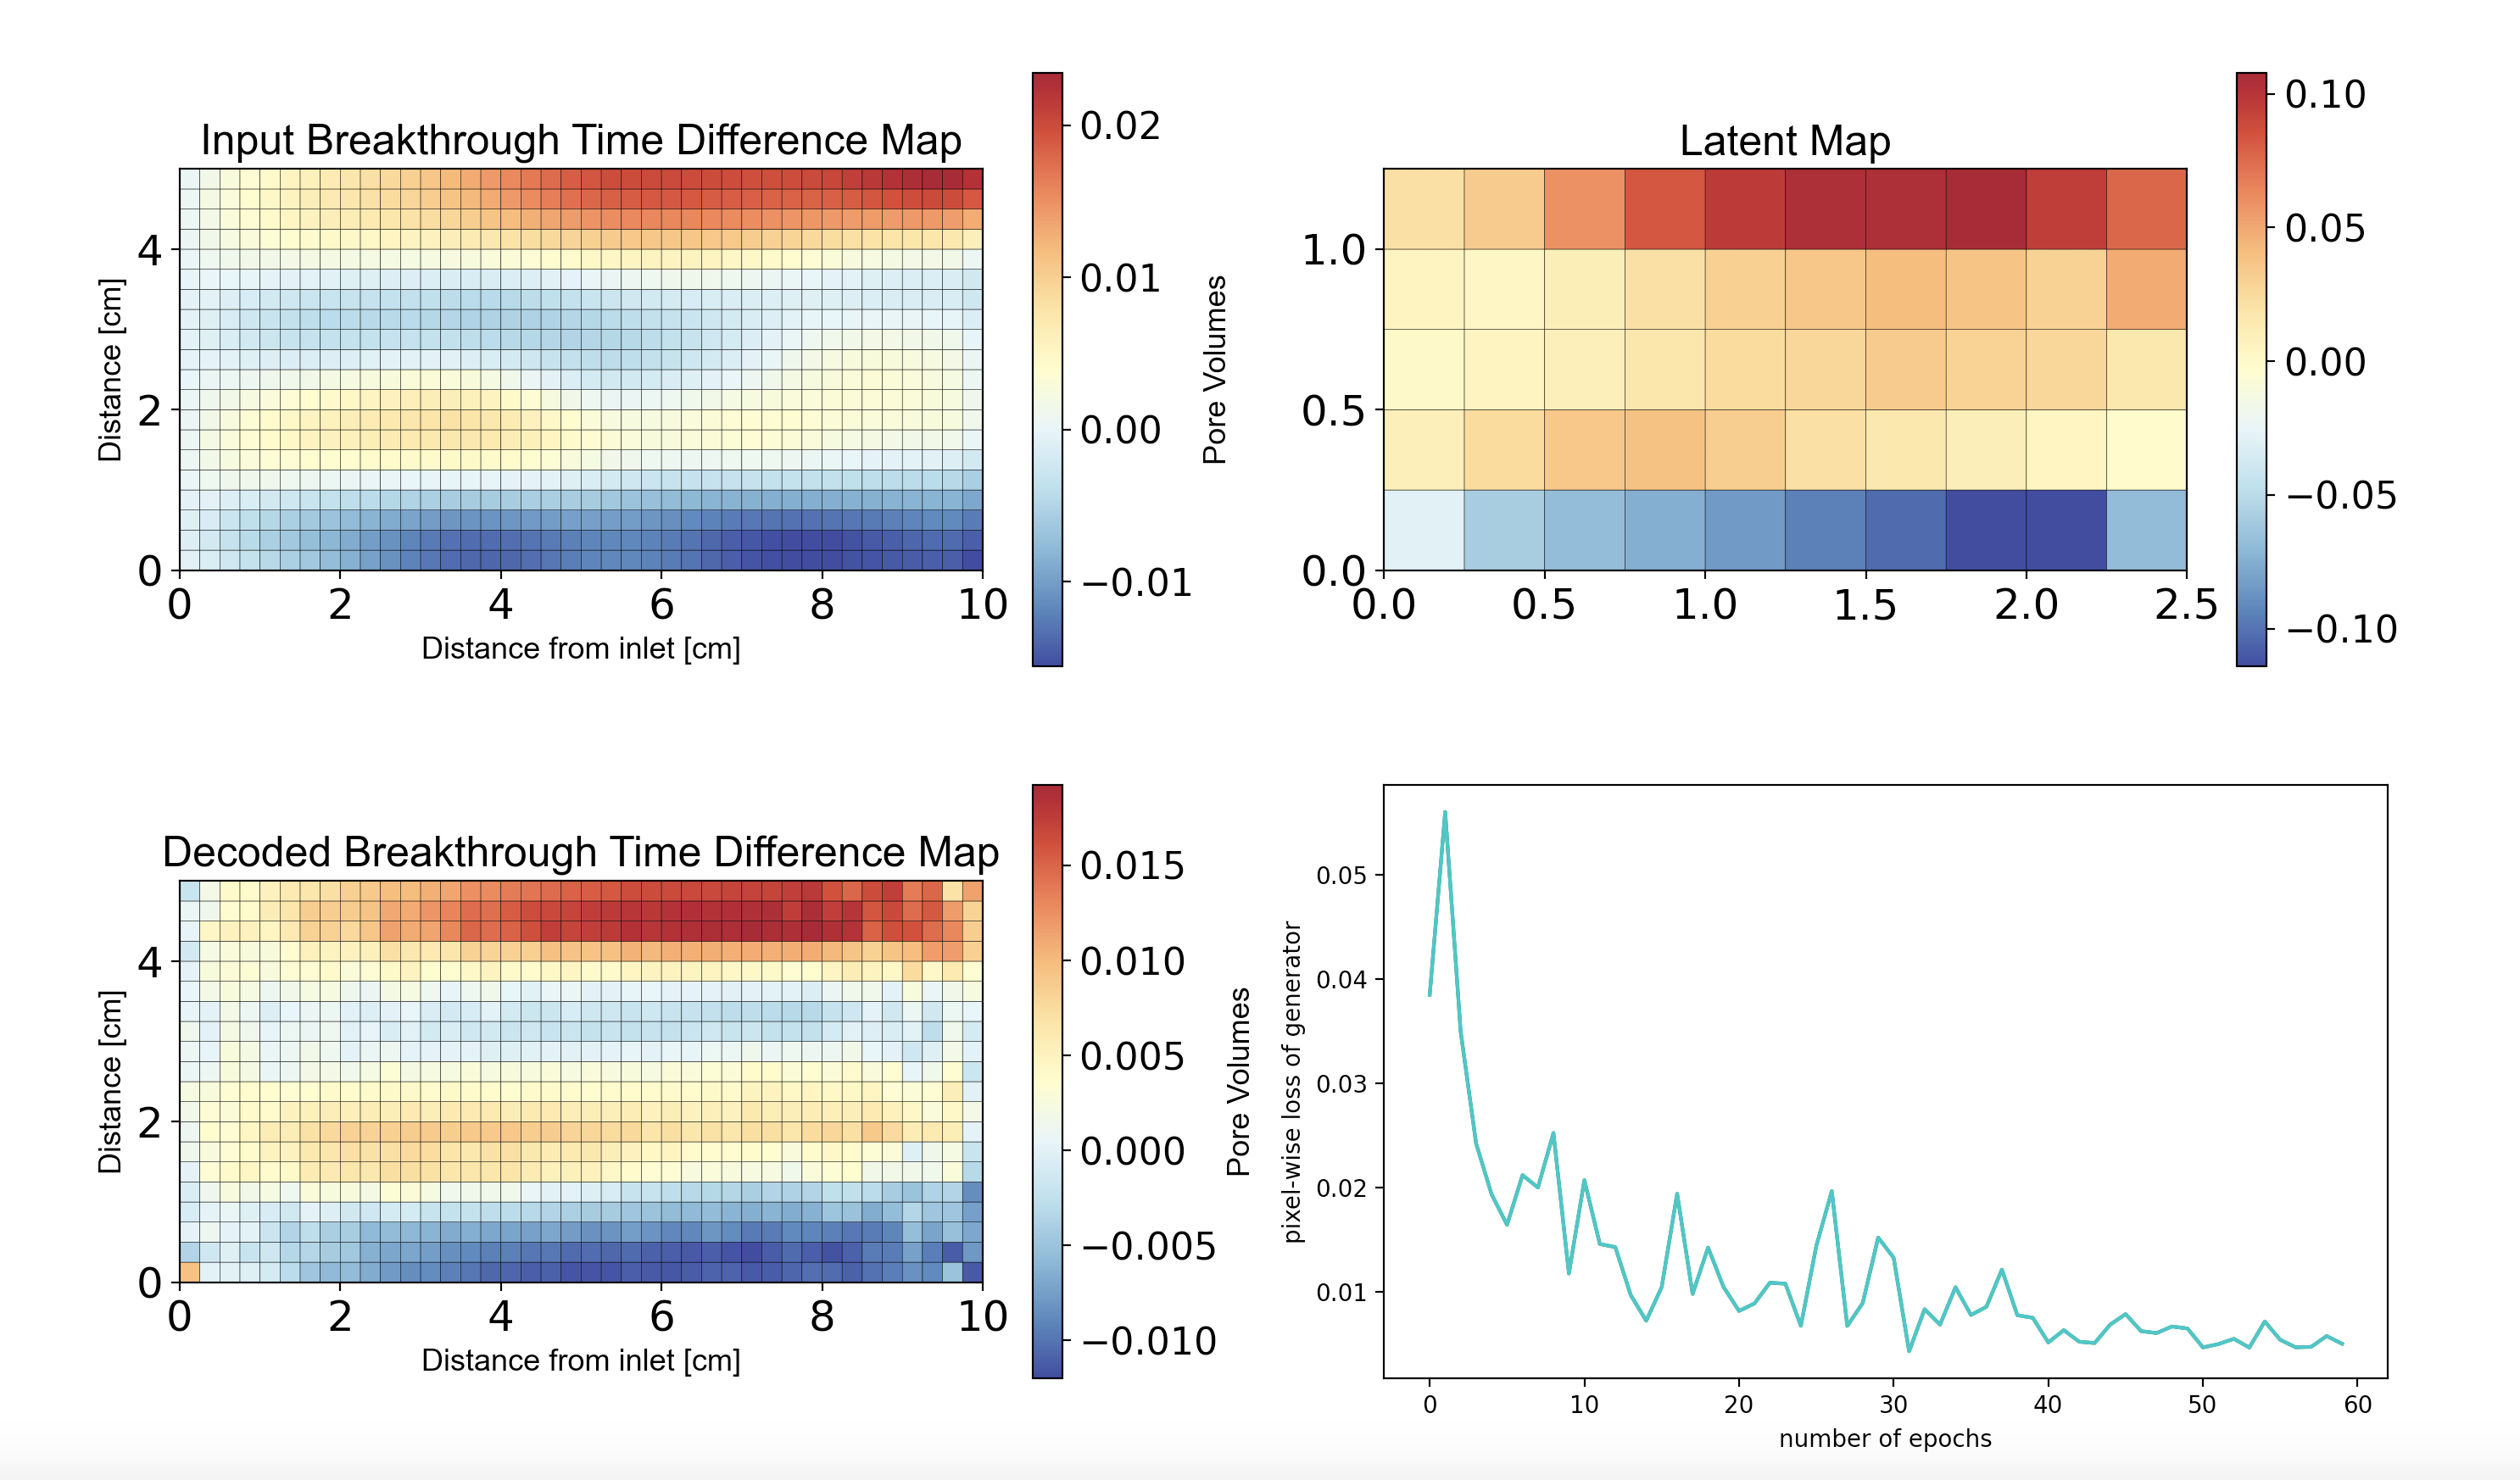 Input Breakthrough Time Difference Map
Distance [cm]
4
2
0
0 2 4 6 8 10
Distance from inlet [cm]
0.02
0.01
0.00
−0.01
Pore Volumes
Latent Map
1.0
0.5
0.0
0.0 0.5 1.0 1.5 2.0 2.5
0.10
0.05
0.00
−0.05
−0.10
Decoded Breakthrough Time Difference Map
Distance [cm]
4
2
0
0 2 4 6 8 10
Distance from inlet [cm]
0.015
0.010
0.005
0.000
−0.005
−0.010
Pore Volumes
pixel-wise loss of generator
0.05
0.04
0.03
0.02
0.01
0 10 20 30 40 50 60
number of epochs